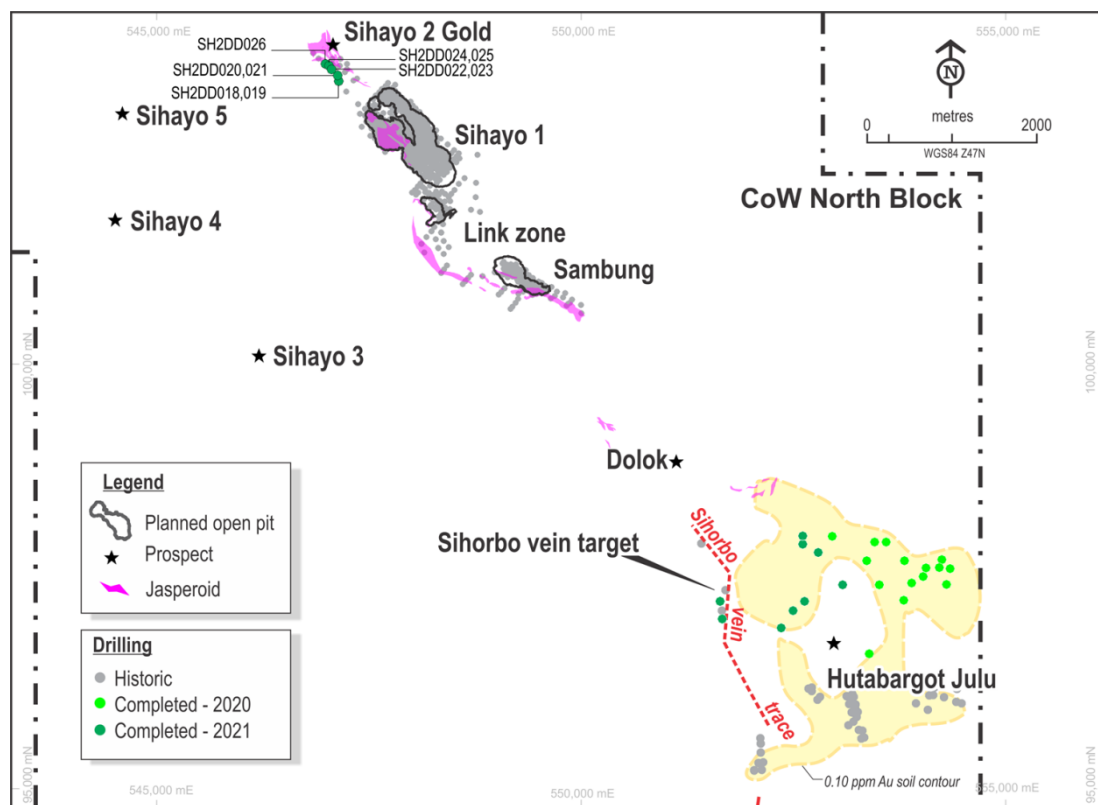 545,000 mE
550,000 mE
555,000 mE
Sihayo 2 Gold
SH2DD026
SH2DD024,025
SH2DD022,023
SH2DD020,021
SH2DD018,019
N
metres
0
2000
WGS84 Z47N
Sihayo 5
Sihayo 1
CoW North Block
Sihayo 4
Link zone
Sambung
Sihayo 3
100,000 mN
100,000 mN
Dolok
Legend
Planned open pit
Prospect
Jasperoid
Sihorbo
vein
trace
Sihorbo vein target
Drilling
Historic
Completed - 2020
Completed - 2021
Hutabargot Julu
0.10 ppm Au soil contour
95,000 mN
95,000 mN
545,000 mE
550,000 mE
555,000 mE